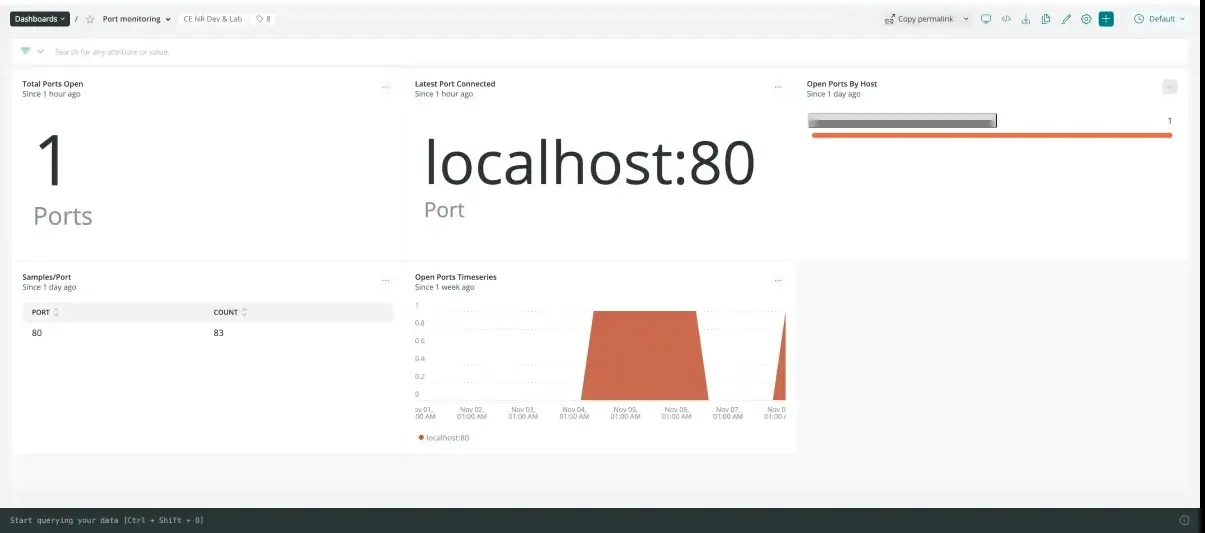 Dashboards / Port monitoring CE NR Dev & Lab 8 Copy permalink Default
Search for any attribute or value.
Total Ports Open
Since 1 hour ago
1
Ports
Latest Port Connected
Since 1 hour ago
localhost:80
Port
Open Ports By Host
Since 1 day ago
1
Samples/Port
Since 1 day ago
PORT COUNT
80 83
Open Ports Timeseries
Since 1 week ago
1
0.8
0.6
0.4
0.2
0
ov 01, Nov 02, Nov 03, Nov 04, Nov 05, Nov 06, Nov 07, Nov 0
00 AM 01:00 AM 01:00 AM 01:00 AM 01:00 AM 01:00 AM 01:00 AM 01:00 A
localhost:80
Start querying your data [Ctrl + Shift + O]